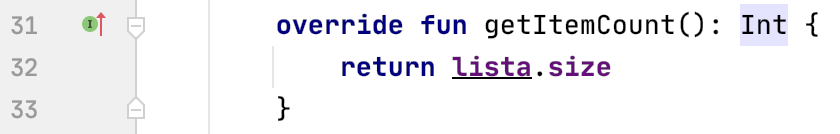 31 override fun getItemCount(): Int {
32 return lista.size
33 }